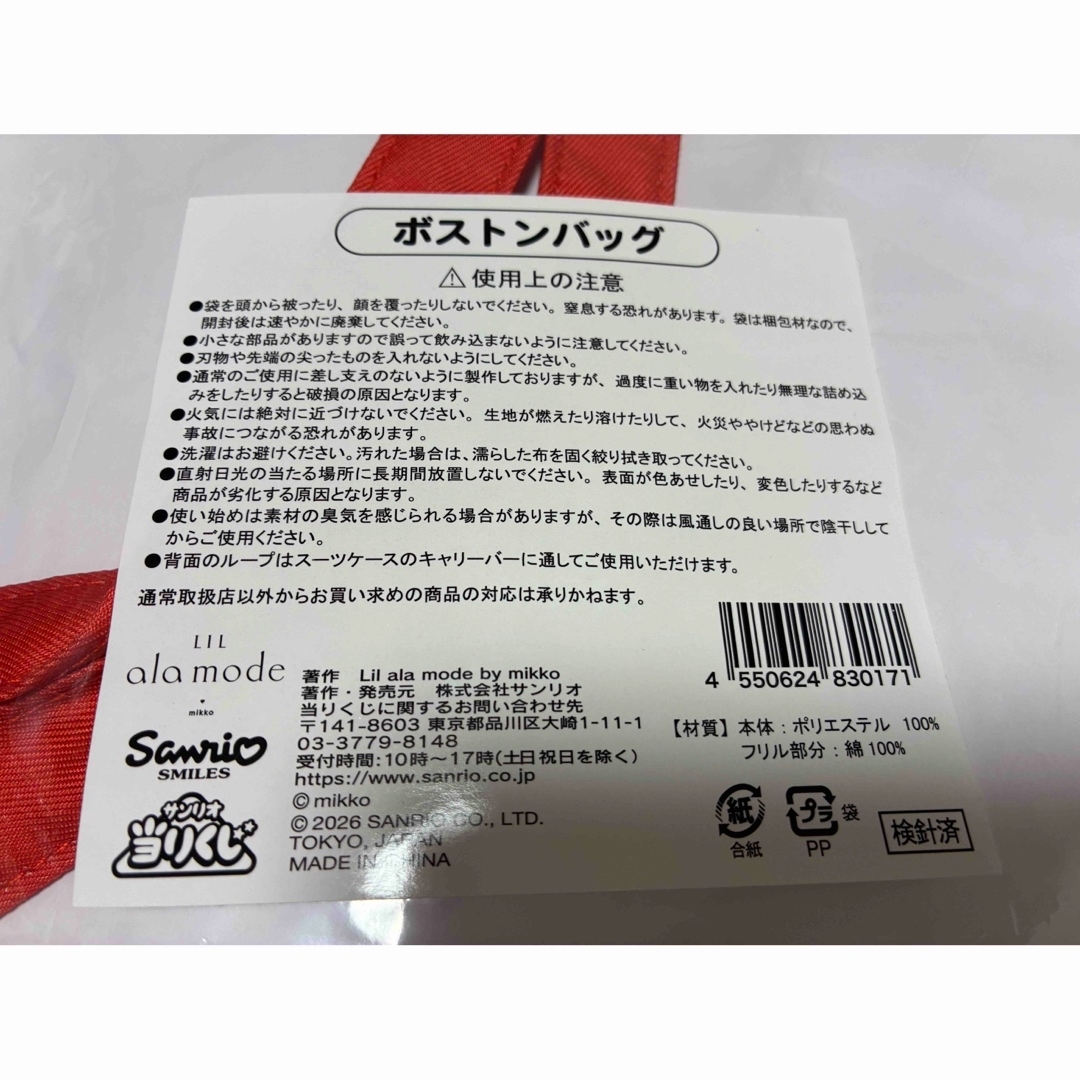 ボストンバッグ
⚠使用上の注意
●袋を頭から被ったり、顔を覆ったりしないでください。窒息する恐れがあります。袋は梱包材なので、
開封後は速やかに廃棄してください。
●小さな部品がありますので誤って飲み込まないように注意してください。
●刃物や先端の尖ったものを入れないようにしてください。
●通常のご使用に差し支えのないように製作しておりますが、過度に重い物を入れたり無理な詰め込
みをしたりすると破損の原因となります。
●火気には絶対に近づけないでください。生地が燃えたり溶けたりして、火災ややけどなどの思わぬ
事故につながる恐れがあります。
●洗濯はお避けください。汚れた場合は、濡らした布を固く絞り拭き取ってください。
●直射日光の当たる場所に長期間放置しないでください。表面が色あせしたり、変色したりするなど
商品が劣化する原因となります。
●使い始めは素材の臭気を感じられる場合がありますが、その際は風通しの良い場所で陰干しして
からご使用ください。
●背面のループはスーツケースのキャリーバーに通してご使用いただけます。
通常取扱店以外からお買い求めの商品の対応は承りかねます。
LIL
ala mode
mikko
Sanrio
SMILES
サンリオ
当りくじ
著作 Lil ala mode by mikko
著作・発売元 株式会社サンリオ
当りくじに関するお問い合わせ先
〒141-8603 東京都品川区大崎1-11-1
03-3779-8148
受付時間:10時～17時(土日祝日を除く)
https://www.sanrio.co.jp
© mikko
© 2026 SANRIO CO., LTD.
TOKYO, JAPAN
MADE IN CHINA
4 550624 830171
【材質】本体:ポリエステル 100%
フリル部分:綿100%
紙
合紙
プラ
袋
PP
検針済